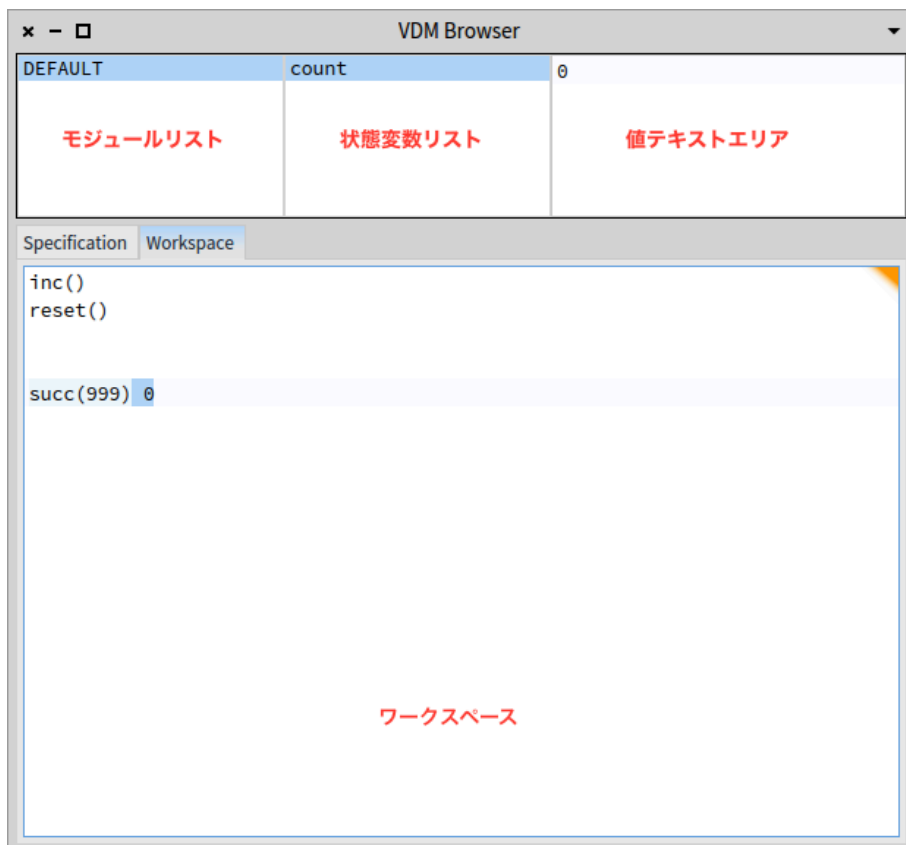 VDM Browser
DEFAULT count 0
モジュールリスト 状態変数リスト 値テキストエリア
Specification Workspace
inc()
reset()
succ(999) 0
ワークスペース